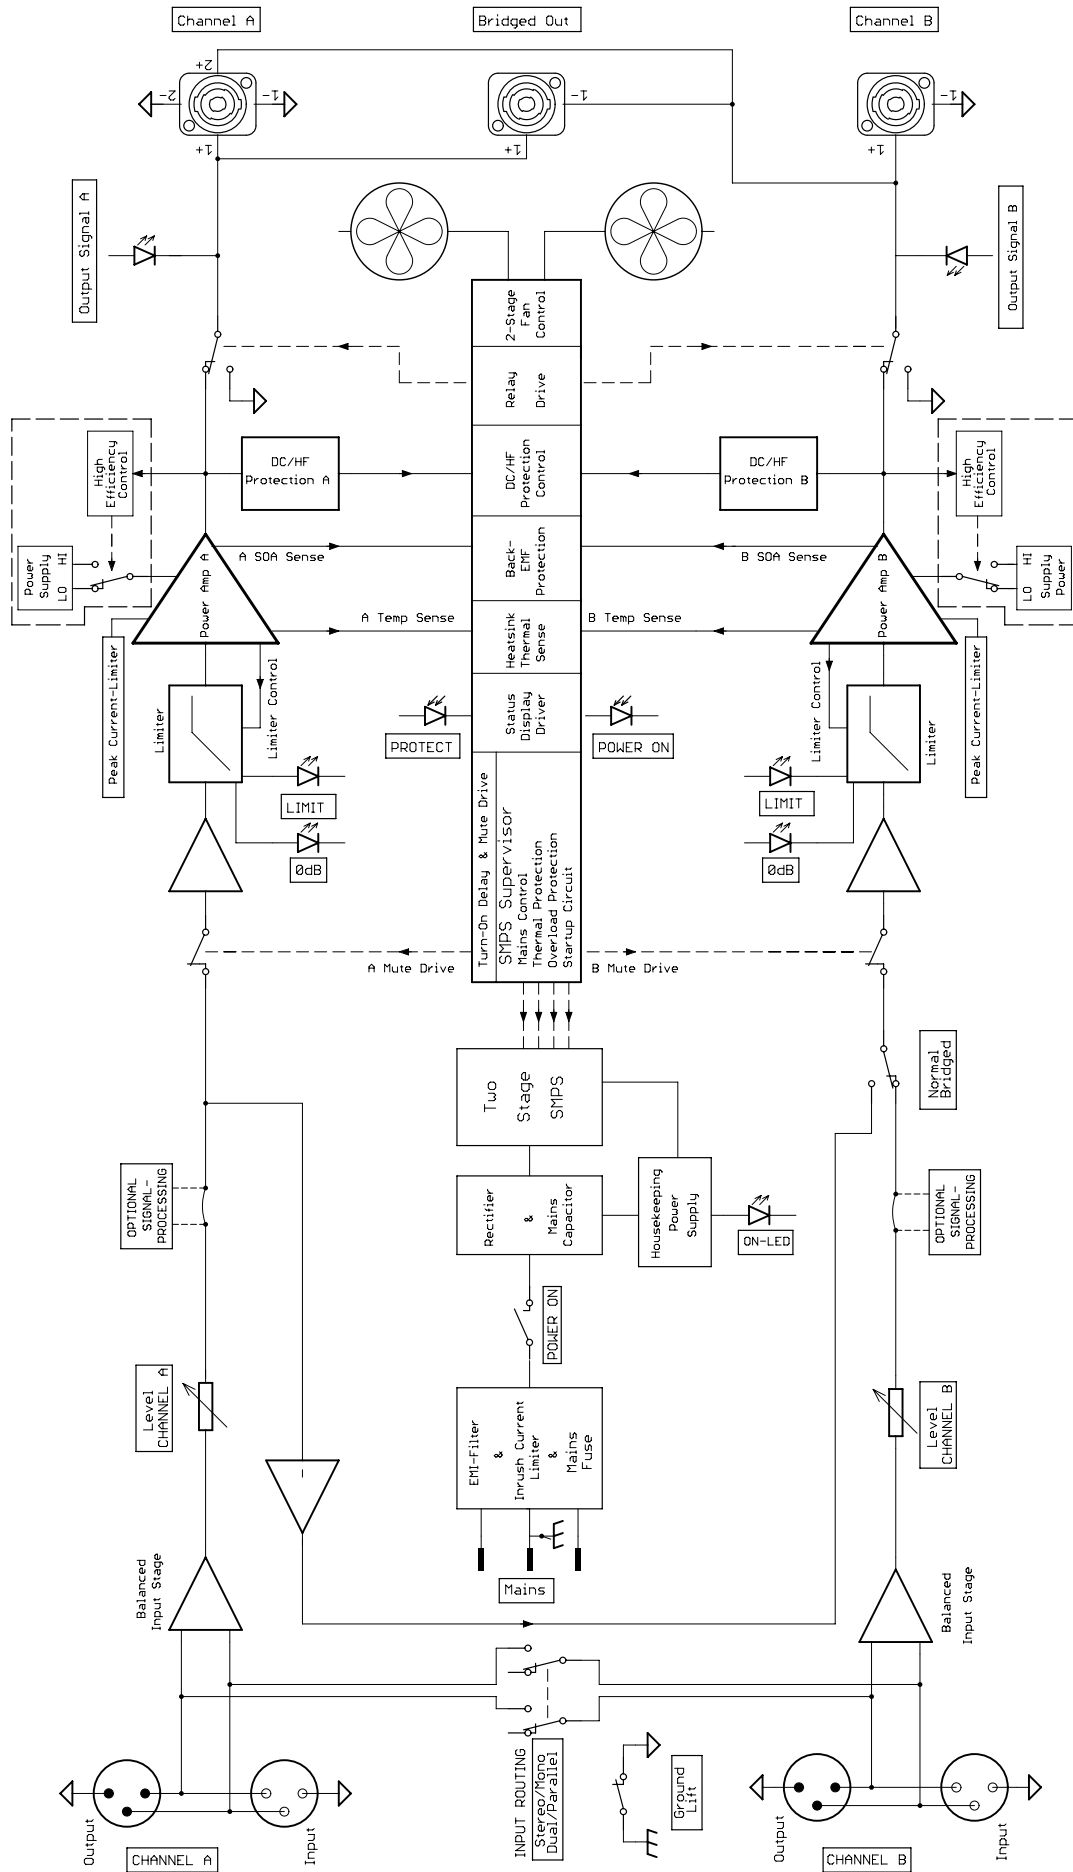 Channel A
Bridged Out
Channel B
2+
2-
1-
1+
1-
1+
1-
1+
Output Signal A
Output Signal B
2-Stage
Fan
Control
Relay
Drive
High
Efficiency
Control
DC/HF
Protection A
DC/HF
Protection
Control
DC/HF
Protection B
High
Efficiency
Control
Power
Supply
LO
HI
Power Amp A
A SOA Sense
Back-
EMF
Protection
B SOA Sense
Power Amp B
LO
HI
Supply
Power
A Temp Sense
Heatsink
Thermal
Sense
B Temp Sense
Peak Current-Limiter
Limiter
Limiter Control
PROTECT
Status
Display
Driver
POWER ON
Limiter Control
Limiter
Peak Current-Limiter
LIMIT
0dB
LIMIT
0dB
Turn-On Delay & Mute Drive
SMPS Supervisor
Mains Control
Thermal Protection
Overload Protection
Startup Circuit
A Mute Drive
B Mute Drive
Two
Stage
SMPS
Normal
Bridged
OPTIONAL
SIGNAL-
PROCESSING
Rectifier
&
Mains
Capacitor
Housekeeping
Power
Supply
ON-LED
OPTIONAL
SIGNAL-
PROCESSING
POWER ON
Level
CHANNEL A
EMI-Filter
&
Inrush Current
Limiter
&
Mains
Fuse
Level
CHANNEL B
–
Mains
Balanced
Input Stage
Balanced
Input Stage
INPUT ROUTING
Stereo/Mono
Dual/Parallel
Ground
Lift
Output
CHANNEL A
Input
Output
CHANNEL B
Input